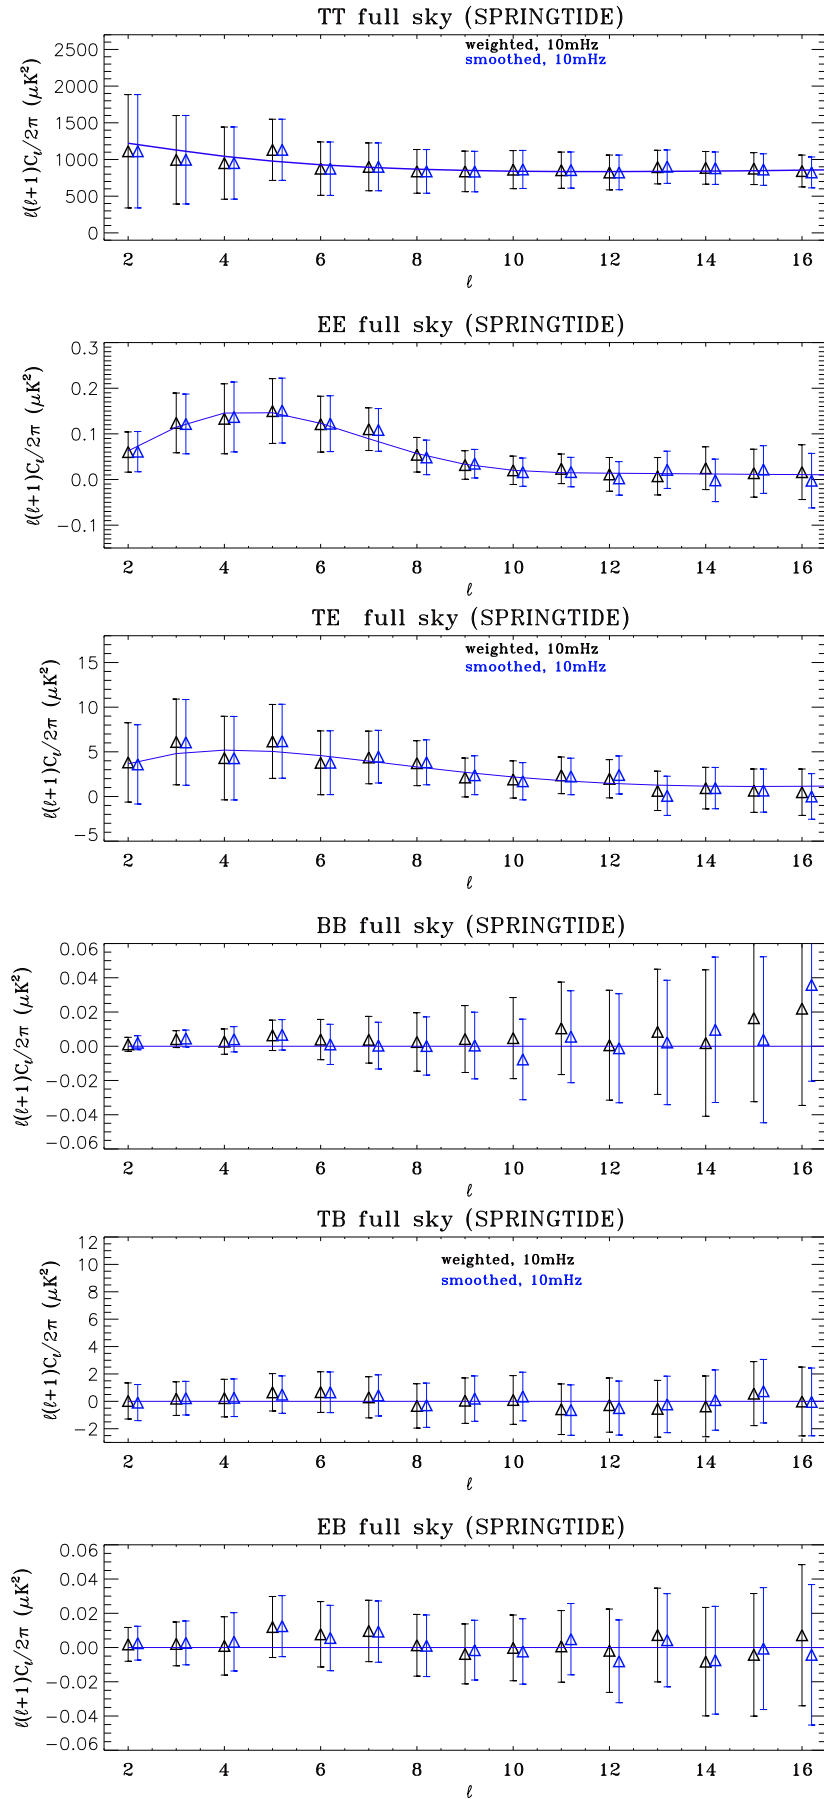 TT full sky (SPRINGTIDE)
weighted, 10mHz
smoothed, 10mHz
ℓ(ℓ+1)Cℓ/2π (μK²)
2500
2000
1500
1000
500
0
2 4 6 8 10 12 14 16
ℓ
EE full sky (SPRINGTIDE)
ℓ(ℓ+1)Cℓ/2π (μK²)
0.3
0.2
0.1
0.0
−0.1
2 4 6 8 10 12 14 16
ℓ
TE full sky (SPRINGTIDE)
weighted, 10mHz
smoothed, 10mHz
ℓ(ℓ+1)Cℓ/2π (μK²)
15
10
5
0
−5
2 4 6 8 10 12 14 16
ℓ
BB full sky (SPRINGTIDE)
ℓ(ℓ+1)Cℓ/2π (μK²)
0.06
0.04
0.02
0.00
−0.02
−0.04
−0.06
2 4 6 8 10 12 14 16
ℓ
TB full sky (SPRINGTIDE)
weighted, 10mHz
smoothed, 10mHz
ℓ(ℓ+1)Cℓ/2π (μK²)
12
10
8
6
4
2
0
−2
2 4 6 8 10 12 14 16
ℓ
EB full sky (SPRINGTIDE)
ℓ(ℓ+1)Cℓ/2π (μK²)
0.06
0.04
0.02
0.00
−0.02
−0.04
−0.06
2 4 6 8 10 12 14 16
ℓ